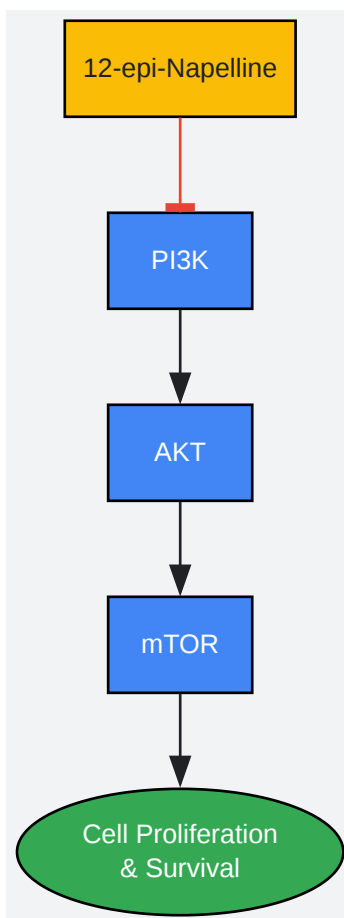 12-epi-Napelline
PI3K
AKT
mTOR
Cell Proliferation
& Survival